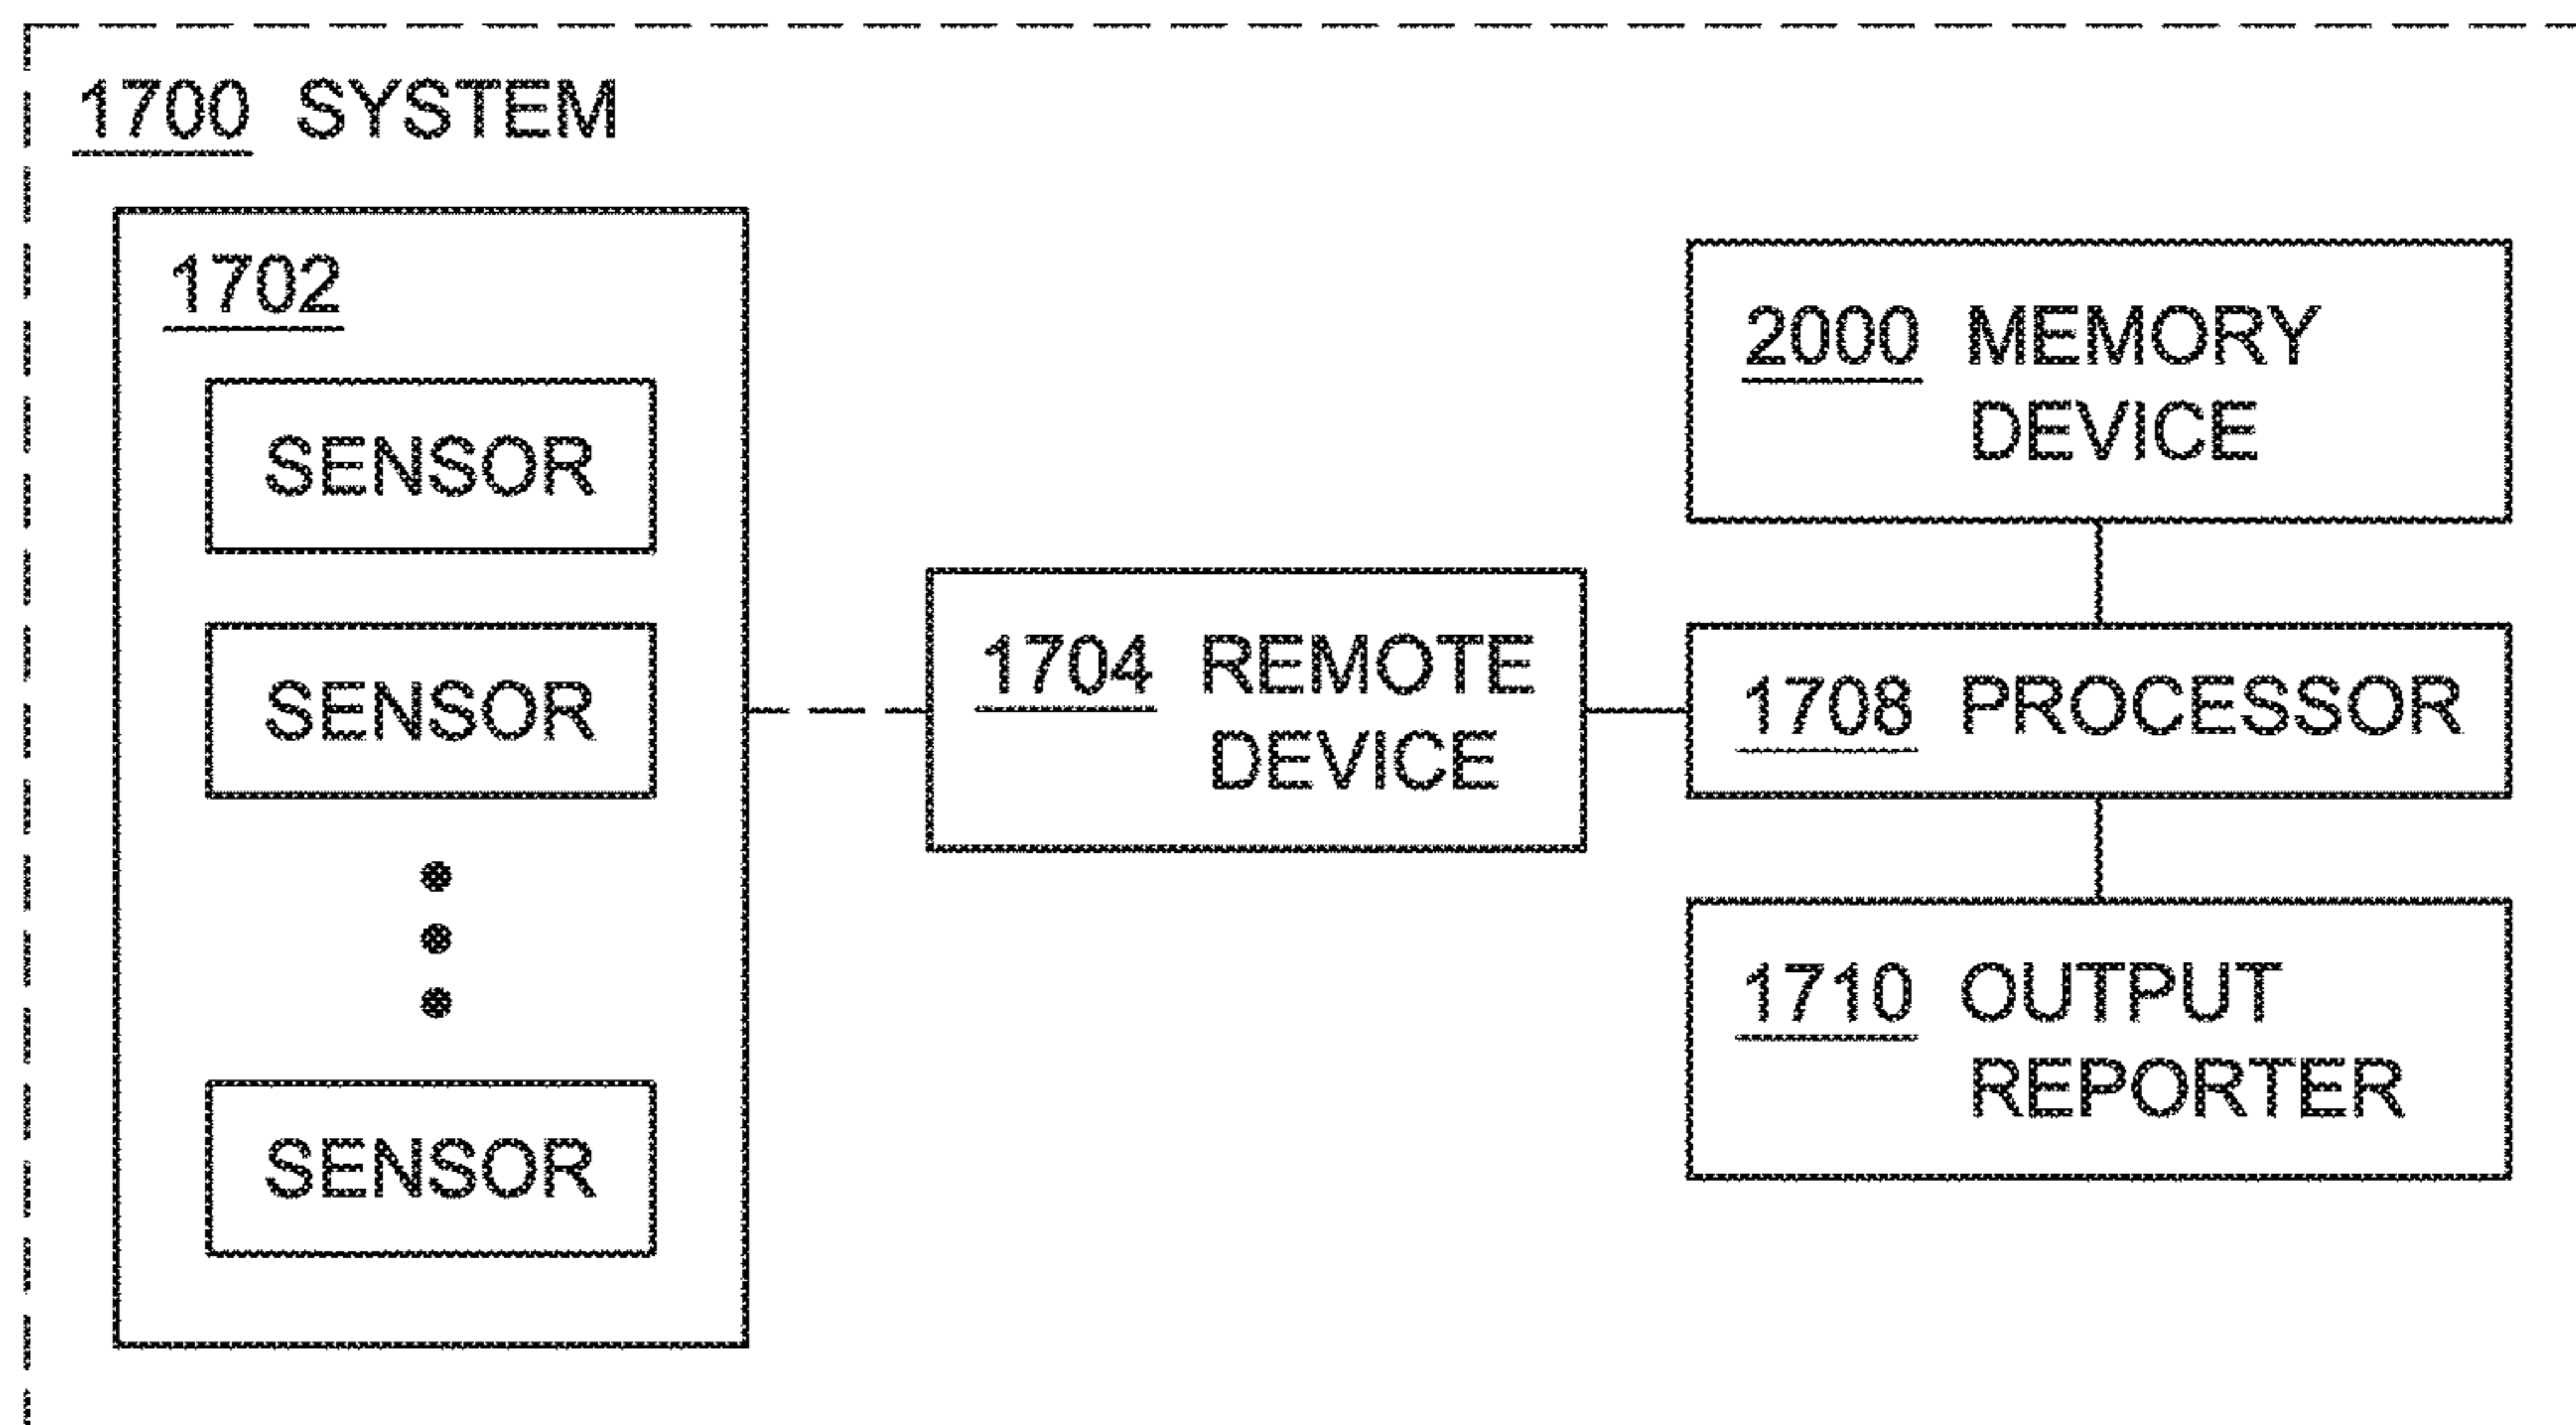 1700 SYSTEM
1702
SENSOR
SENSOR
SENSOR
1704 REMOTE
DEVICE
2000 MEMORY
DEVICE
1708 PROCESSOR
1710 OUTPUT
REPORTER